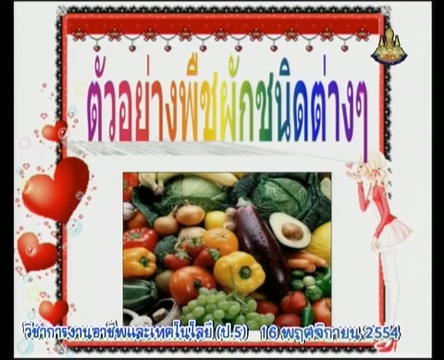 ตัวอย่างพืชผักชนิดต่างๆ
วิชาการงานอาชีพและเทคโนโลยี (ป.5) 16 พฤศจิกายน 2554